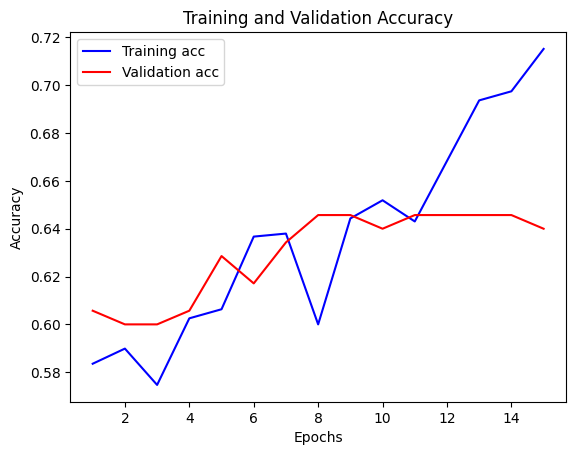 Training and Validation Accuracy
Training acc
Validation acc
0.72
0.70
0.68
0.66
0.64
0.62
0.60
0.58
Accuracy
2 4 6 8 10 12 14
Epochs